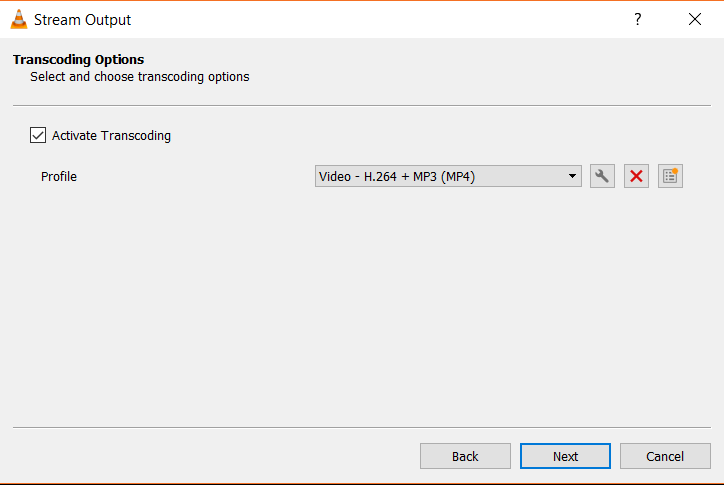 Stream Output
?
Transcoding Options
Select and choose transcoding options
Activate Transcoding
Profile
Video - H.264 + MP3 (MP4)
Back
Next
Cancel